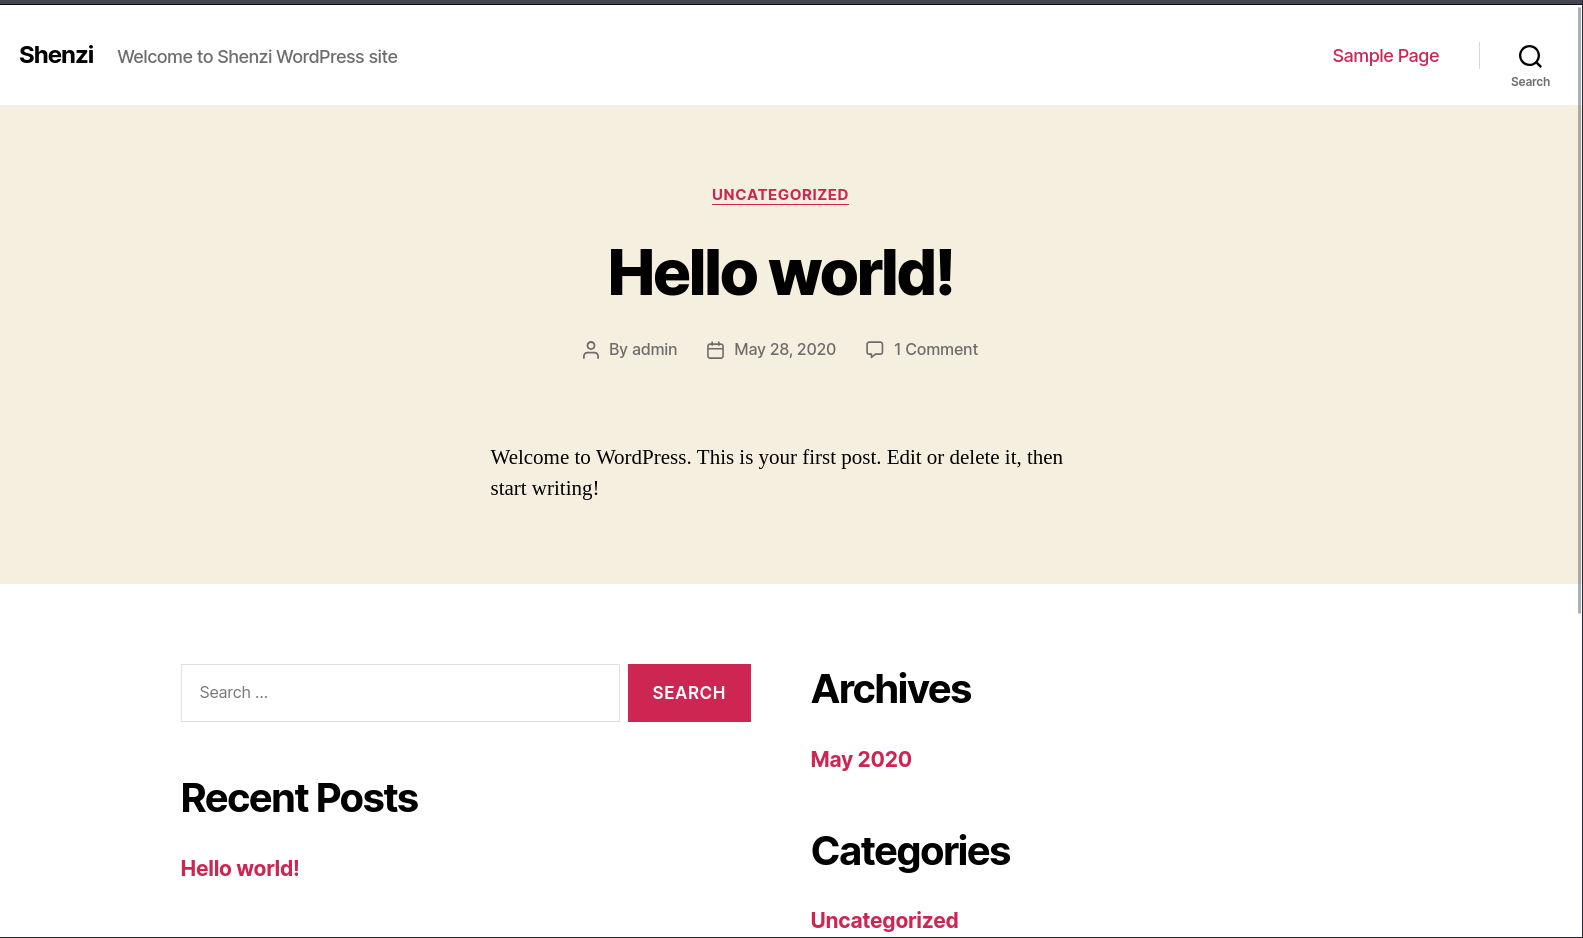 Shenzi Welcome to Shenzi WordPress site Sample Page
Search
UNCATEGORIZED
Hello world!
By admin May 28, 2020 1 Comment
Welcome to WordPress. This is your first post. Edit or delete it, then
start writing!
Search …
SEARCH
Recent Posts
Hello world!
Archives
May 2020
Categories
Uncategorized